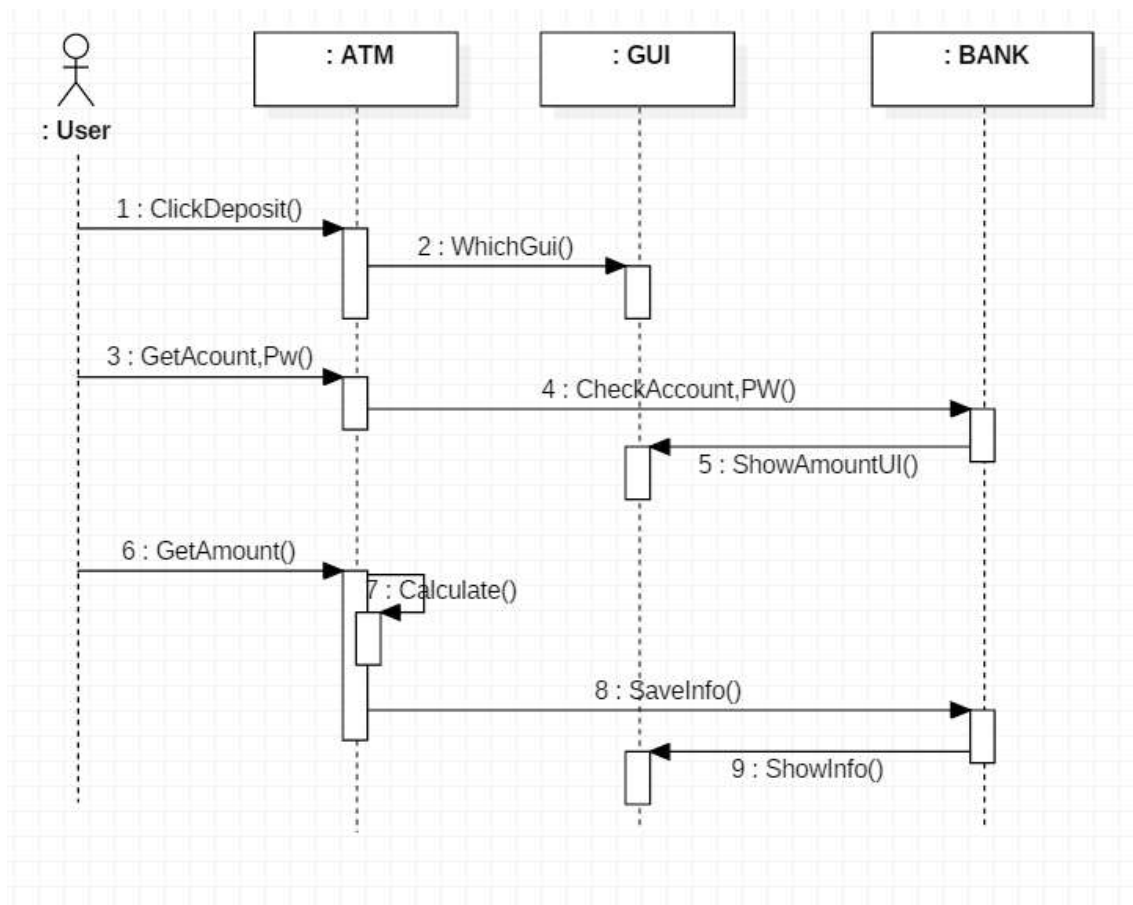 : ATM
: GUI
: BANK
: User
1 : ClickDeposit()
2 : WhichGui()
3 : GetAcount,Pw()
4 : CheckAccount,PW()
5 : ShowAmountUI()
6 : GetAmount()
7 : Calculate()
8 : SaveInfo()
9 : ShowInfo()